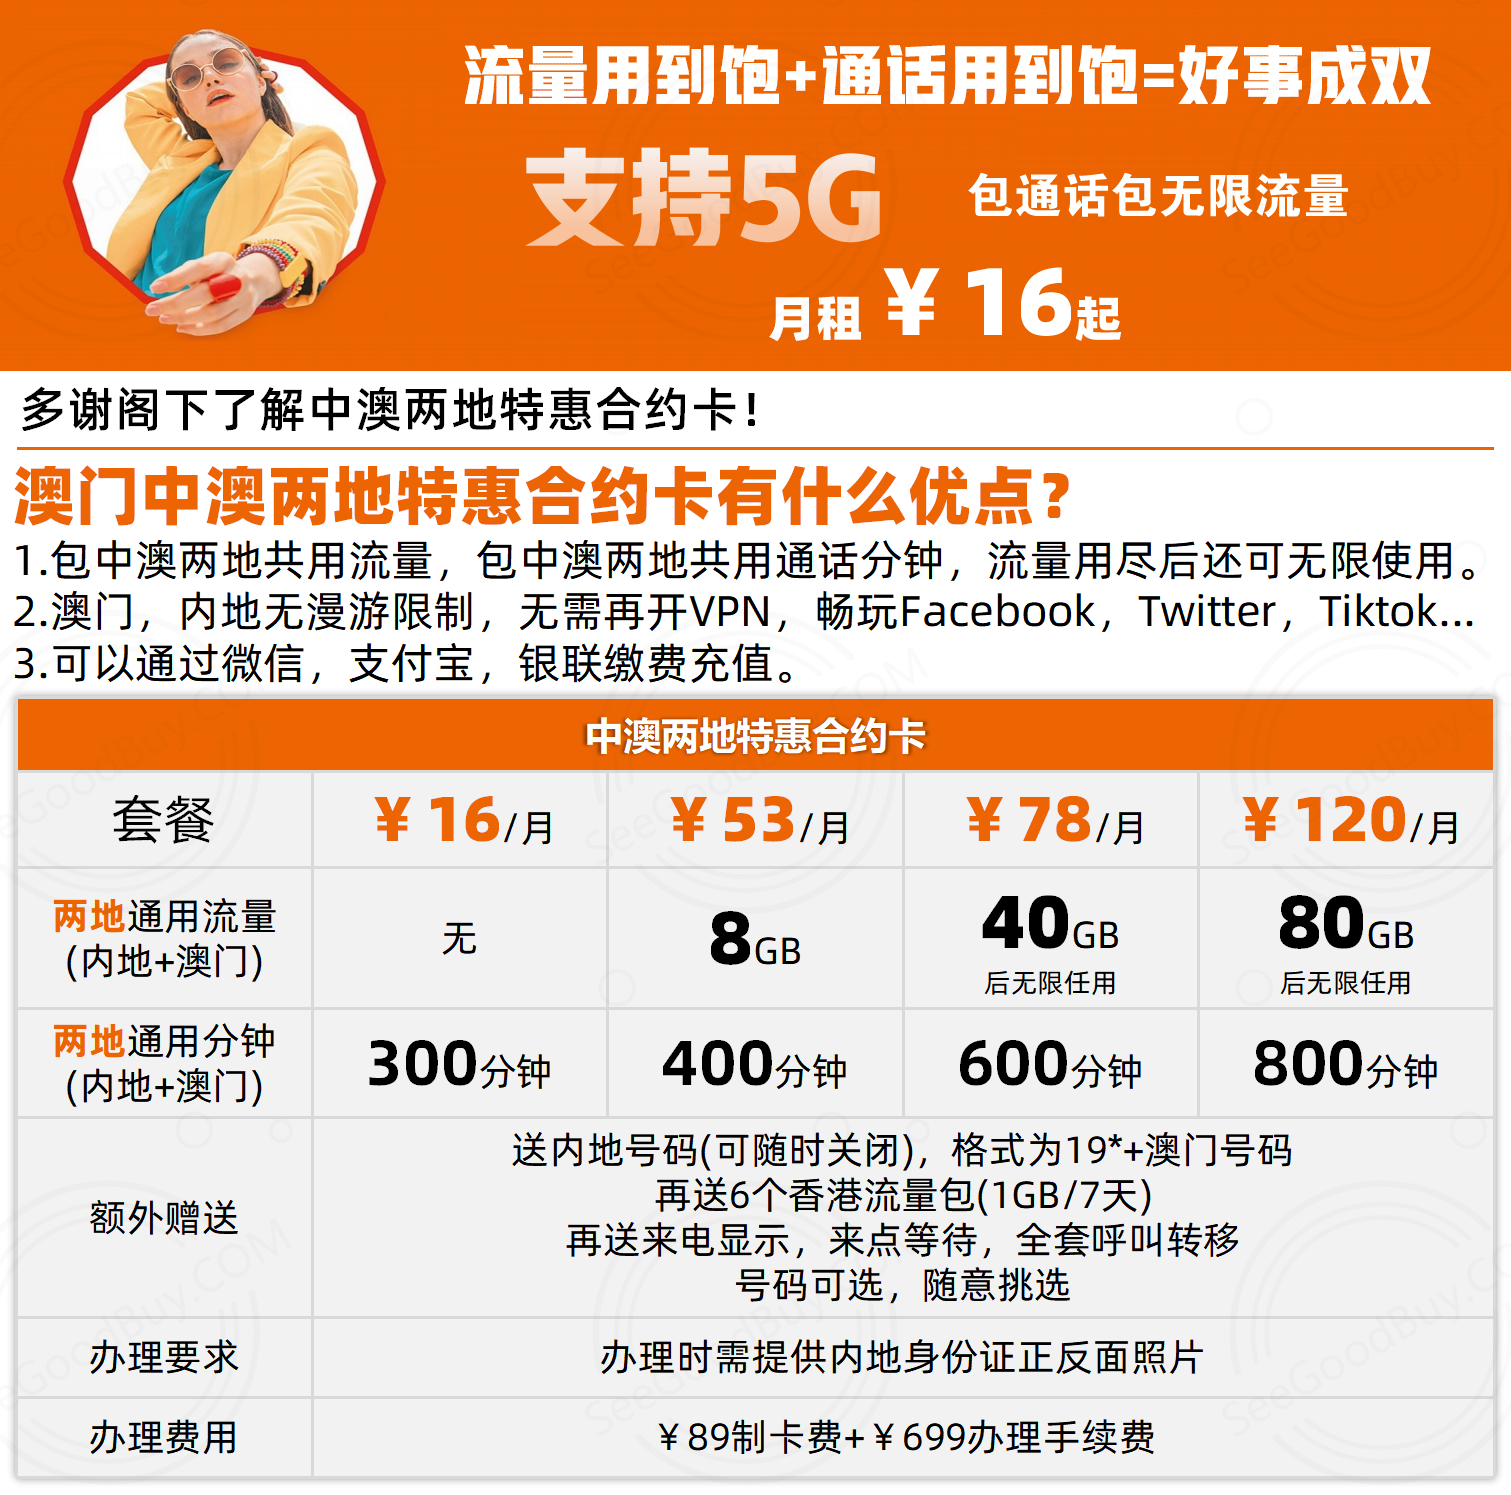 流量用到饱+通话用到饱=好事成双
支持5G
包通话包无限流量
月租￥16起
多谢阁下了解中澳两地特惠合约卡！
澳门中澳两地特惠合约卡有什么优点？
1.包中澳两地共用流量，包中澳两地共用通话分钟，流量用尽后还可无限使用。
2.澳门，内地无漫游限制，无需再开VPN，畅玩Facebook，Twitter，Tiktok...
3.可以通过微信，支付宝，银联缴费充值。
中澳两地特惠合约卡
套餐 ￥16/月 ￥53/月 ￥78/月 ￥120/月
两地通用流量
(内地+澳门)
无
8GB
40GB
后无限任用
80GB
后无限任用
两地通用分钟
(内地+澳门)
300分钟 400分钟 600分钟 800分钟
额外赠送
送内地号码(可随时关闭)，格式为19*+澳门号码
再送6个香港流量包(1GB/7天)
再送来电显示，来点等待，全套呼叫转移
号码可选，随意挑选
办理要求
办理时需提供内地身份证正反面照片
办理费用
￥89制卡费+￥699办理手续费
SeeGoodBuy.COM